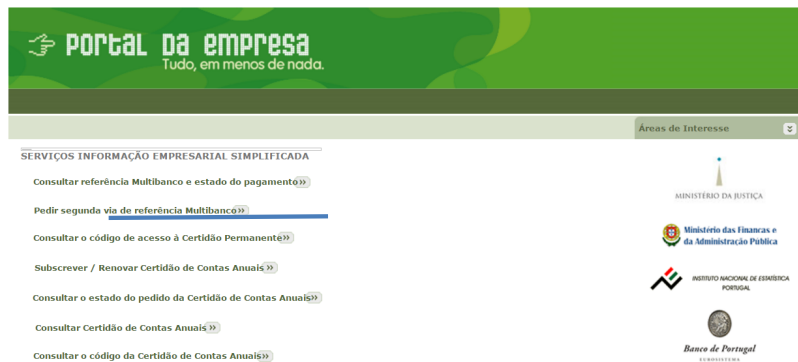 Portal da empresa
Tudo, em menos de nada.
Áreas de Interesse
SERVIÇOS INFORMAÇÃO EMPRESARIAL SIMPLIFICADA
Consultar referência Multibanco e estado do pagamento»
Pedir segunda via de referência Multibanco»
Consultar o código de acesso à Certidão Permanente»
Subscrever / Renovar Certidão de Contas Anuais»
Consultar o estado do pedido da Certidão de Contas Anuais»
Consultar Certidão de Contas Anuais»
Consultar o código da Certidão de Contas Anuais»
MINISTÉRIO DA JUSTIÇA
Ministério das Financas e
da Administração Pública
INSTITUTO NACIONAL DE ESTATÍSTICA
PORTUGAL
Banco de Portugal
EUROSISTEMA